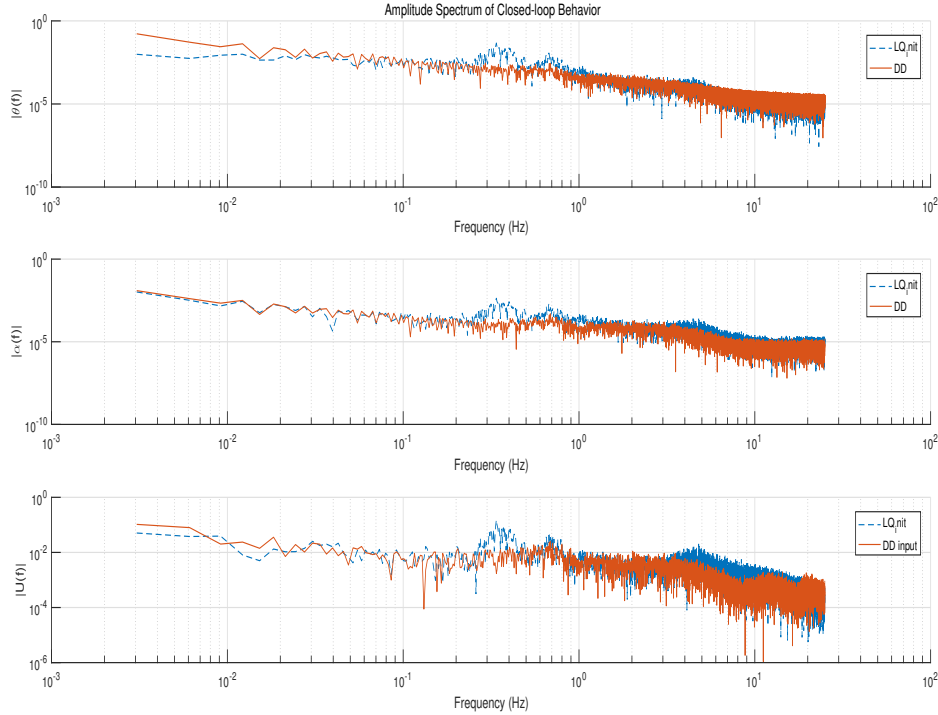 Amplitude Spectrum of Closed-loop Behavior
10^0
10^-5
10^-10
|θ(f)|
LQ_init
DD
10^-3
10^-2
10^-1
10^0
10^1
10^2
Frequency (Hz)
10^0
10^-5
10^-10
|α(f)|
LQ_init
DD
10^-3
10^-2
10^-1
10^0
10^1
10^2
Frequency (Hz)
10^0
10^-2
10^-4
10^-6
|U(f)|
LQ_init
DD input
10^-3
10^-2
10^-1
10^0
10^1
10^2
Frequency (Hz)